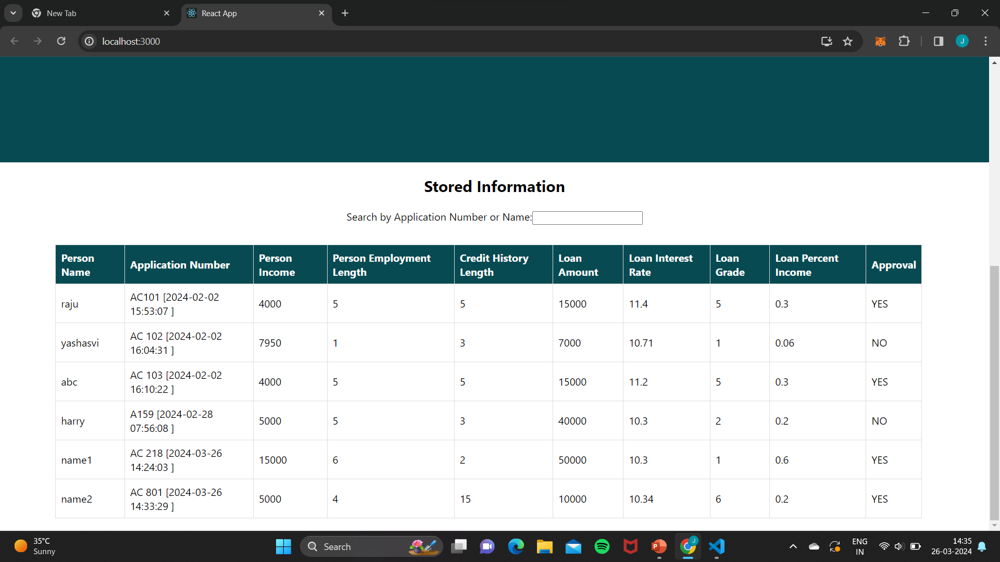 New Tab
React App
localhost:3000
J
Stored Information
Search by Application Number or Name:
Person Name
Application Number
Person Income
Person Employment Length
Credit History Length
Loan Amount
Loan Interest Rate
Loan Grade
Loan Percent Income
Approval
raju
AC101 [2024-02-02
15:53:07 ]
4000
5
5
15000
11.4
5
0.3
YES
yashasvi
AC 102 [2024-02-02
16:04:31 ]
7950
1
3
7000
10.71
1
0.06
NO
abc
AC 103 [2024-02-02
16:10:22 ]
4000
5
5
15000
11.2
5
0.3
YES
harry
A159 [2024-02-28
07:56:08 ]
5000
5
3
40000
10.3
2
0.2
NO
name1
AC 218 [2024-03-26
14:24:03 ]
15000
6
2
50000
10.3
1
0.6
YES
name2
AC 801 [2024-03-26
14:33:29 ]
5000
4
15
10000
10.34
6
0.2
YES
35°C
Sunny
Search
P
J
ENG
IN
14:35
26-03-2024